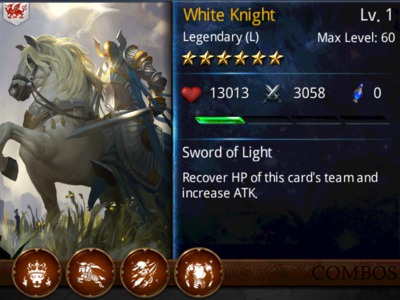 White Knight Lv. 1
Legendary (L) Max Level: 60
13013 3058 0
Sword of Light
Recover HP of this card's team and
increase ATK.
COMBOS